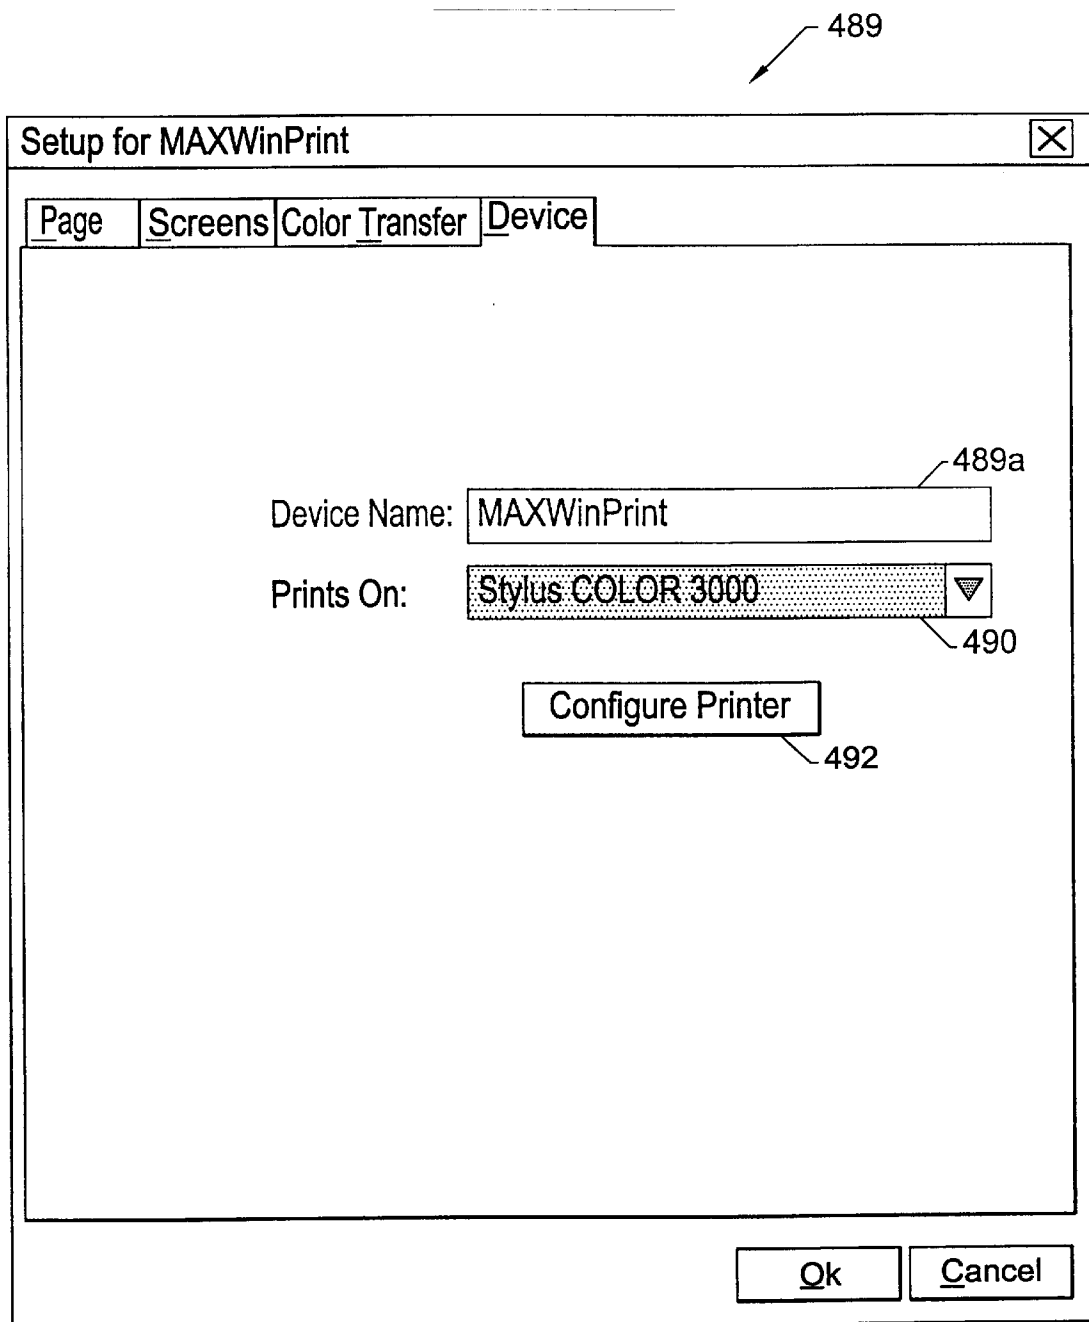 489
Setup for MAXWinPrint
Page Screens Color Transfer Device
489a
Device Name: MAXWinPrint
Prints On: Stylus COLOR 3000
490
Configure Printer
492
Ok Cancel